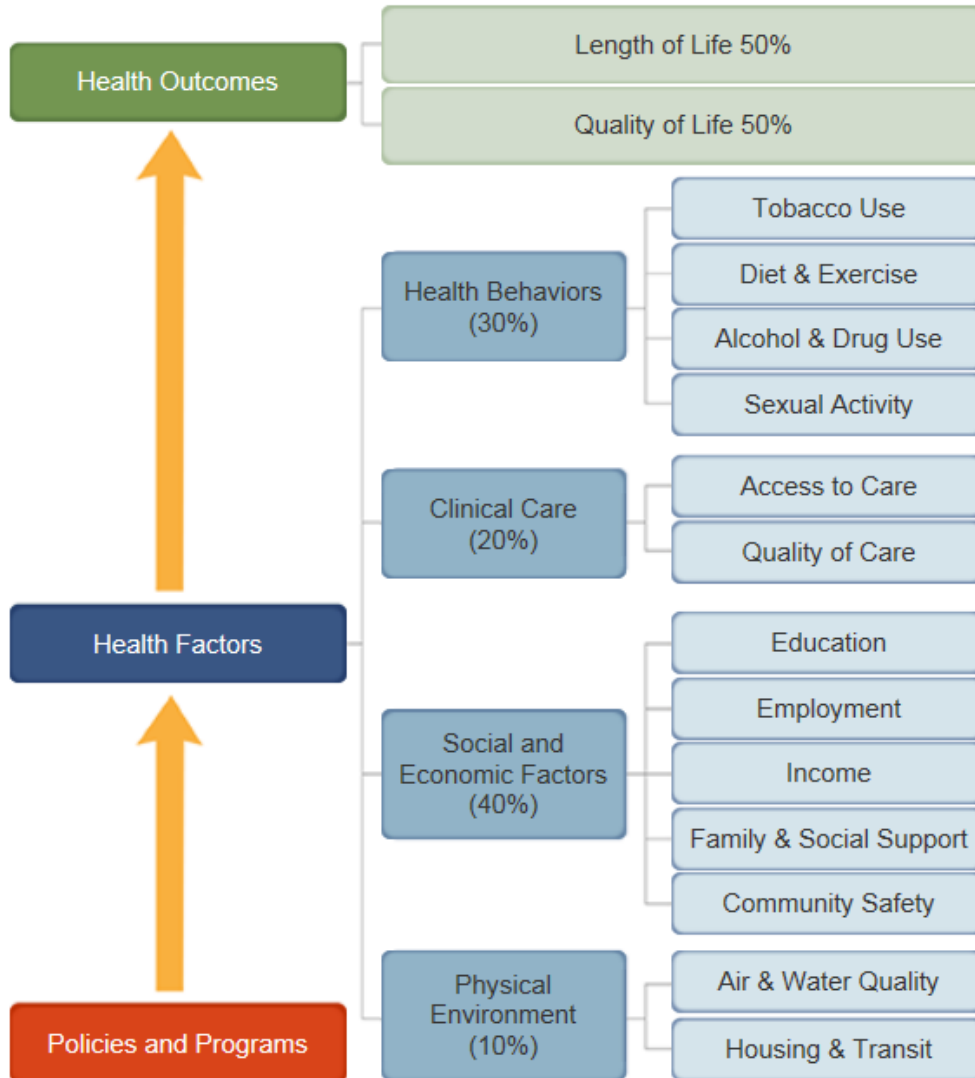 Health Outcomes
Length of Life 50%
Quality of Life 50%
Health Factors
Health Behaviors
(30%)
Tobacco Use
Diet & Exercise
Alcohol & Drug Use
Sexual Activity
Clinical Care
(20%)
Access to Care
Quality of Care
Social and
Economic Factors
(40%)
Education
Employment
Income
Family & Social Support
Community Safety
Physical
Environment
(10%)
Air & Water Quality
Housing & Transit
Policies and Programs